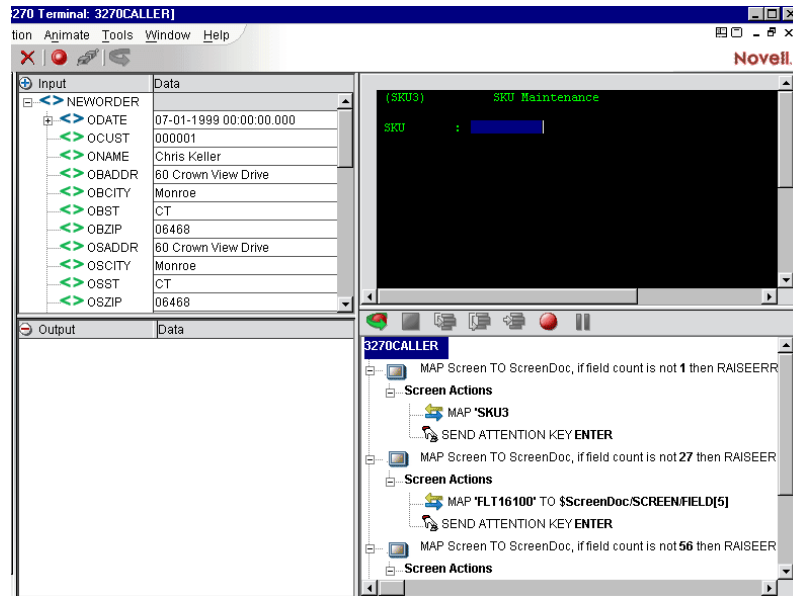 3270 Terminal: 3270CALLER]
tion Animate Tools Window Help
Novell.
Input Data
NEWORDER
ODATE 07-01-1999 00:00:00.000
OCUST 000001
ONAME Chris Keller
OBADDR 60 Crown View Drive
OBCITY Monroe
OBST CT
OBZIP 06468
OSADDR 60 Crown View Drive
OSCITY Monroe
OSST CT
OSZIP 06468
Output Data
(SKU3) SKU Maintenance
SKU :
3270CALLER
MAP Screen TO ScreenDoc, if field count is not 1 then RAISEERR
Screen Actions
MAP 'SKU3
SEND ATTENTION KEY ENTER
MAP Screen TO ScreenDoc, if field count is not 27 then RAISEER
Screen Actions
MAP 'FLT16100' TO $ScreenDoc/SCREEN/FIELD[5]
SEND ATTENTION KEY ENTER
MAP Screen TO ScreenDoc, if field count is not 56 then RAISEER
Screen Actions